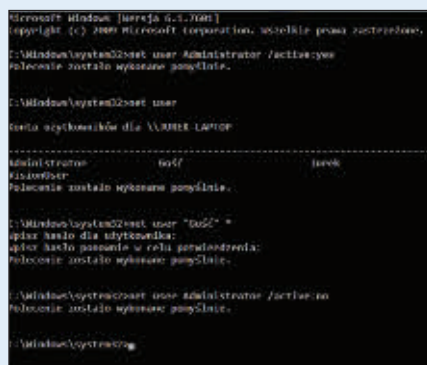 Microsoft Windows [Wersja 6.1.7601]
Copyright (c) 2009 Microsoft Corporation. Wszelkie prawa zastrzeżone.
C:\Windows\system32>net user Administrator /active:yes
Polecenie zostało wykonane pomyślnie.
C:\Windows\system32>net user
Konta użytkowników dla \\JUREK-LAPTOP
-------------------------------------------------------------------------------
Administrator Gość Jurek
VisionUser
Polecenie zostało wykonane pomyślnie.
C:\Windows\system32>net user "Gość" *
Wpisz hasło dla użytkownika:
Wpisz hasło ponownie w celu potwierdzenia:
Polecenie zostało wykonane pomyślnie.
C:\Windows\system32>net user Administrator /active:no
Polecenie zostało wykonane pomyślnie.
C:\Windows\system32>